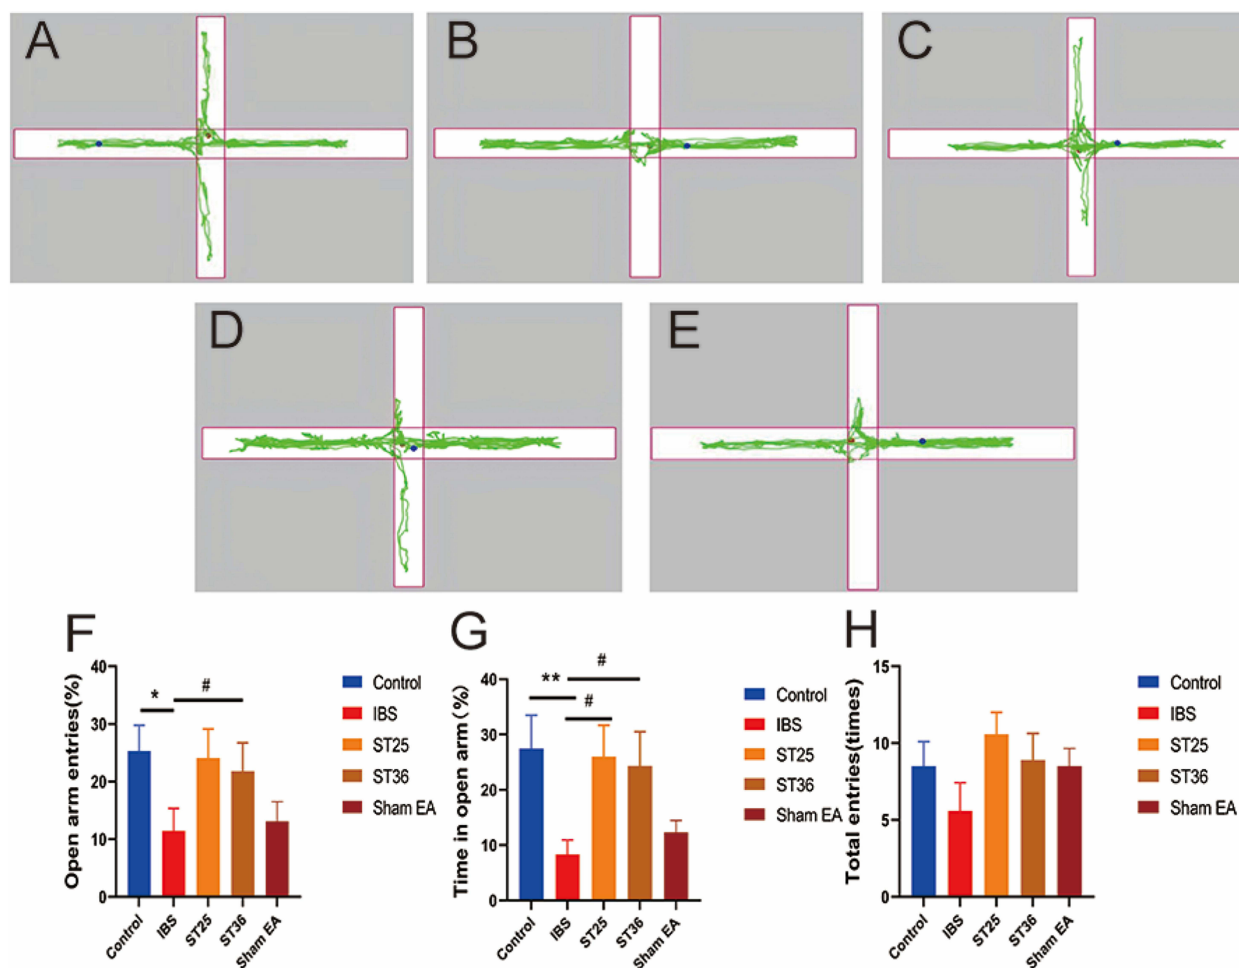 A
B
C
D
E
F
Open arm entries(%)
40
30
20
10
0
*
#
Control
IBS
ST25
ST36
Sham EA
Control
IBS
ST25
ST36
Sham EA
G
Time in open arm (%)
40
30
20
10
0
#
**
#
Control
IBS
ST25
ST36
Sham EA
Control
IBS
ST25
ST36
Sham EA
H
Total entries(times)
15
10
5
0
Control
IBS
ST25
ST36
Sham EA
Control
IBS
ST25
ST36
Sham EA